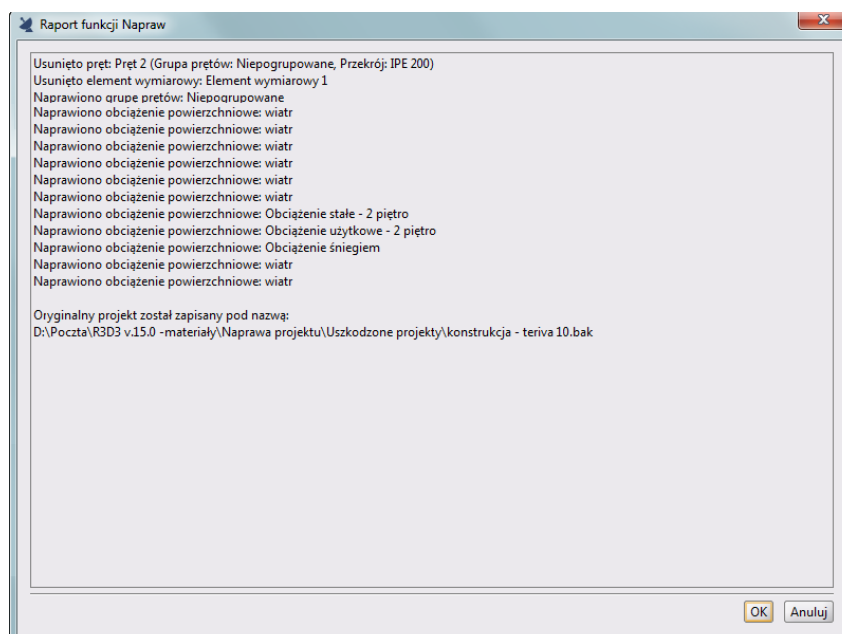 Raport funkcji Napraw
Usunięto pręt: Pręt 2 (Grupa prętów: Niepogrupowane, Przekrój: IPE 200)
Usunięto element wymiarowy: Element wymiarowy 1
Naprawiono grupę prętów: Niepogrupowane
Naprawiono obciążenie powierzchniowe: wiatr
Naprawiono obciążenie powierzchniowe: wiatr
Naprawiono obciążenie powierzchniowe: wiatr
Naprawiono obciążenie powierzchniowe: wiatr
Naprawiono obciążenie powierzchniowe: wiatr
Naprawiono obciążenie powierzchniowe: wiatr
Naprawiono obciążenie powierzchniowe: Obciążenie stałe - 2 piętro
Naprawiono obciążenie powierzchniowe: Obciążenie użytkowe - 2 piętro
Naprawiono obciążenie powierzchniowe: Obciążenie śniegiem
Naprawiono obciążenie powierzchniowe: wiatr
Naprawiono obciążenie powierzchniowe: wiatr
Oryginalny projekt został zapisany pod nazwą:
D:\Poczta\R3D3 v.15.0 -materiały\Naprawa projektu\Uszkodzone projekty\konstrukcja - teriva 10.bak
OK Anuluj